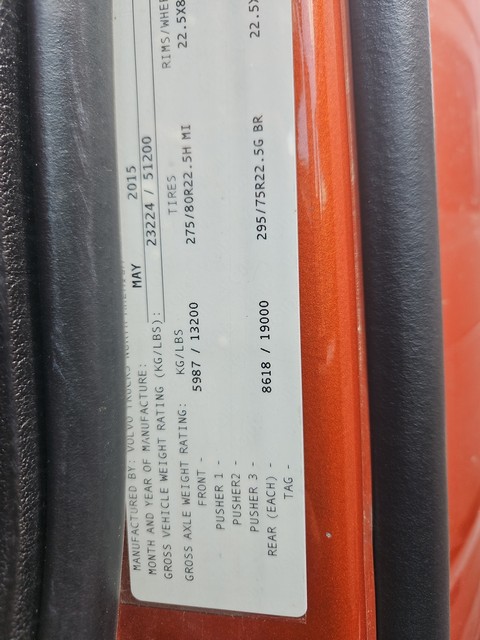 MANUFACTURED BY: VOLVO TRUCKS
MONTH AND YEAR OF MANUFACTURE: MAY 2015
GROSS VEHICLE WEIGHT RATING (KG/LBS): 23224 / 51200
GROSS AXLE WEIGHT RATING: KG/LBS TIRES RIMS/WHEE
FRONT - 5987 / 13200 275/80R22.5H MI 22.5X8
PUSHER 1 -
PUSHER2 -
PUSHER 3 -
REAR (EACH) - 8618 / 19000 295/75R22.5G BR 22.5X
TAG -